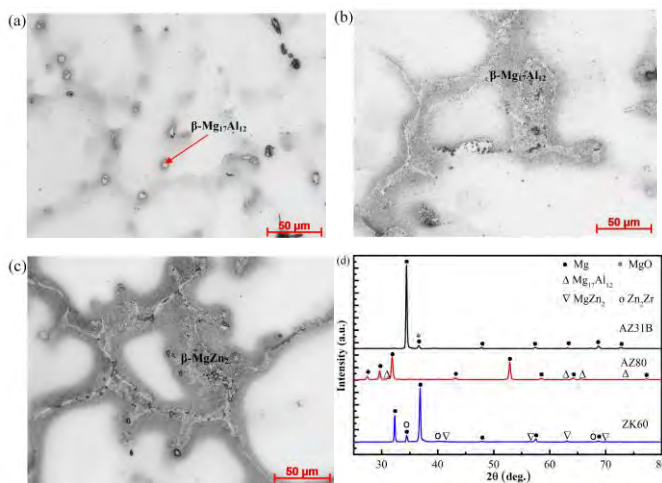 (a)
β-Mg₁₇Al₁₂
50 μm
(b)
β-Mg₁₇Al₁₂
50 μm
(c)
β-MgZn₂
50 μm
(d)
Mg
MgO
Mg₁₇Al₁₂
MgZn₂
Zn₂Zr
AZ31B
AZ80
ZK60
Intensity (a.u.)
30 40 50 60 70 80
2θ (deg.)